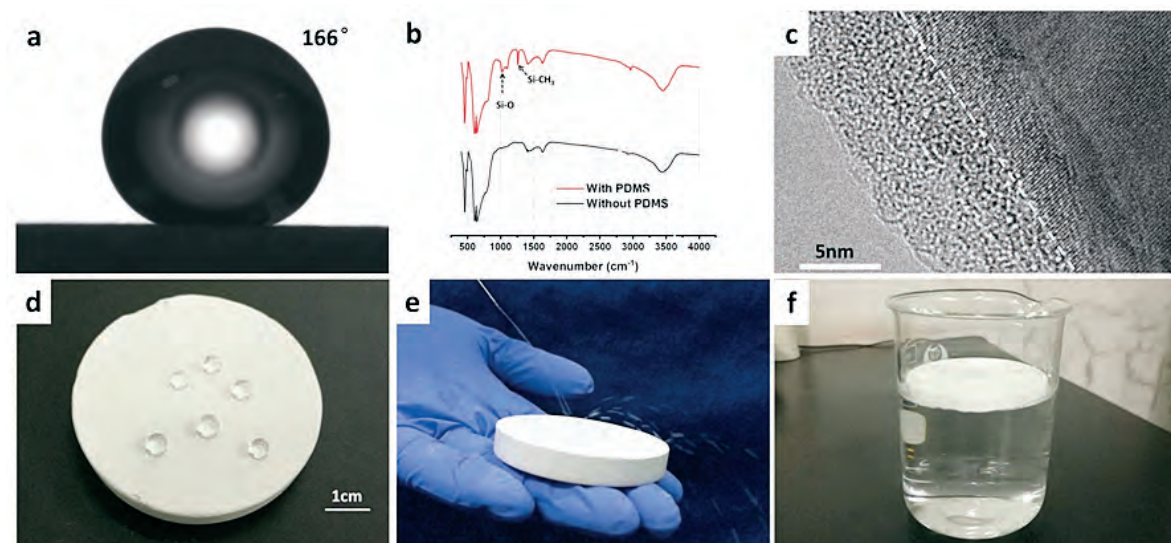 a
166°
b
Si-CH₃
Si-O
With PDMS
Without PDMS
500 1000 1500 2000 2500 3000 3500 4000
Wavenumber (cm⁻¹)
c
5nm
d
1cm
e
f